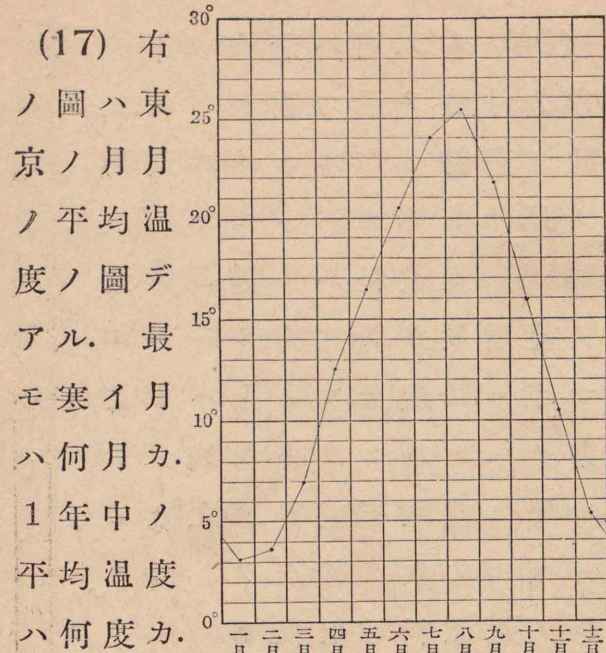 (17) 右
ノ圖ハ東
京ノ月月
ノ平均温
度ノ圖デ
アル. 最
モ寒イ月
ハ何月カ.
1年中ノ
平均温度
ハ何度カ.
30°
25°
20°
15°
10°
5°
0°
一月
二月
三月
四月
五月
六月
七月
八月
九月
十月
十一月
十二月